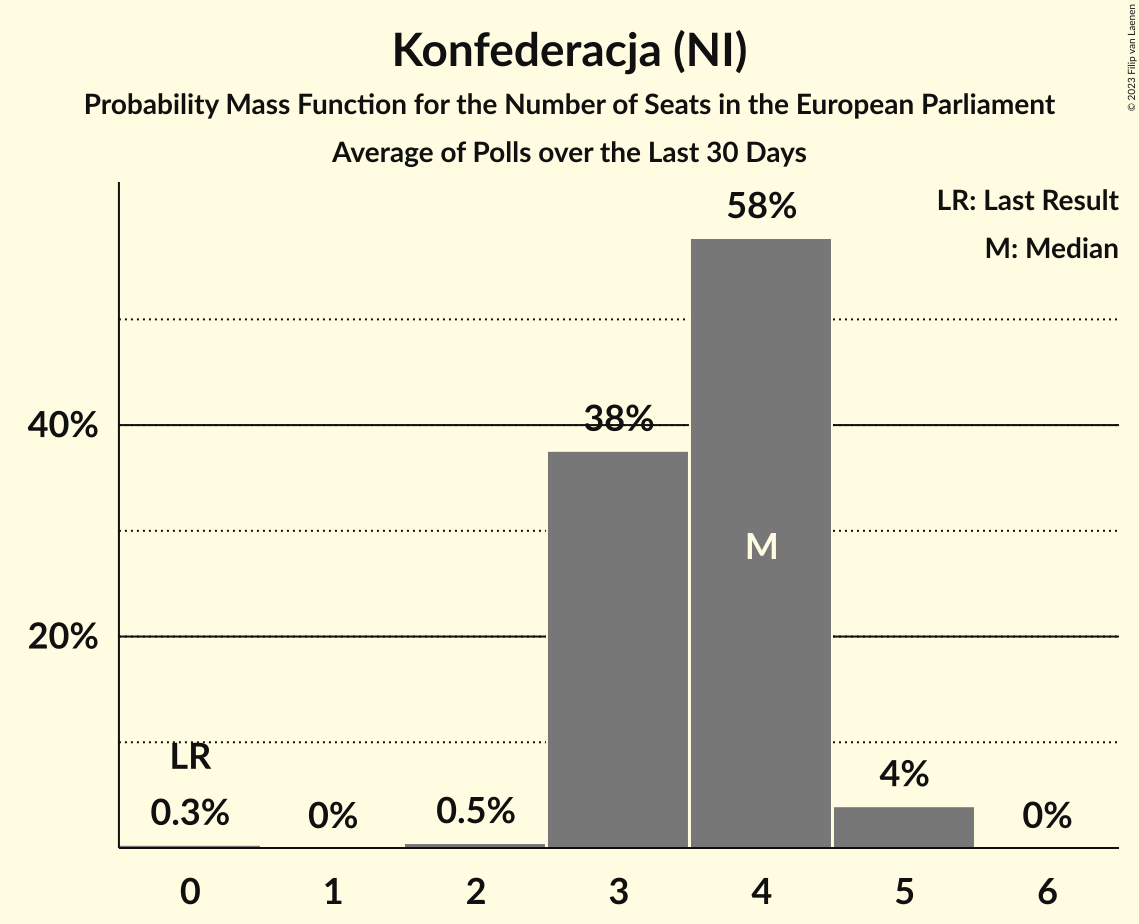 Konfederacja (NI)
Probability Mass Function for the Number of Seats in the European Parliament
Average of Polls over the Last 30 Days
© 2023 Filip van Laenen
LR: Last Result
M: Median
58%
40%
38%
M
20%
LR
0.3%
0%
0.5%
4%
0%
0 1 2 3 4 5 6